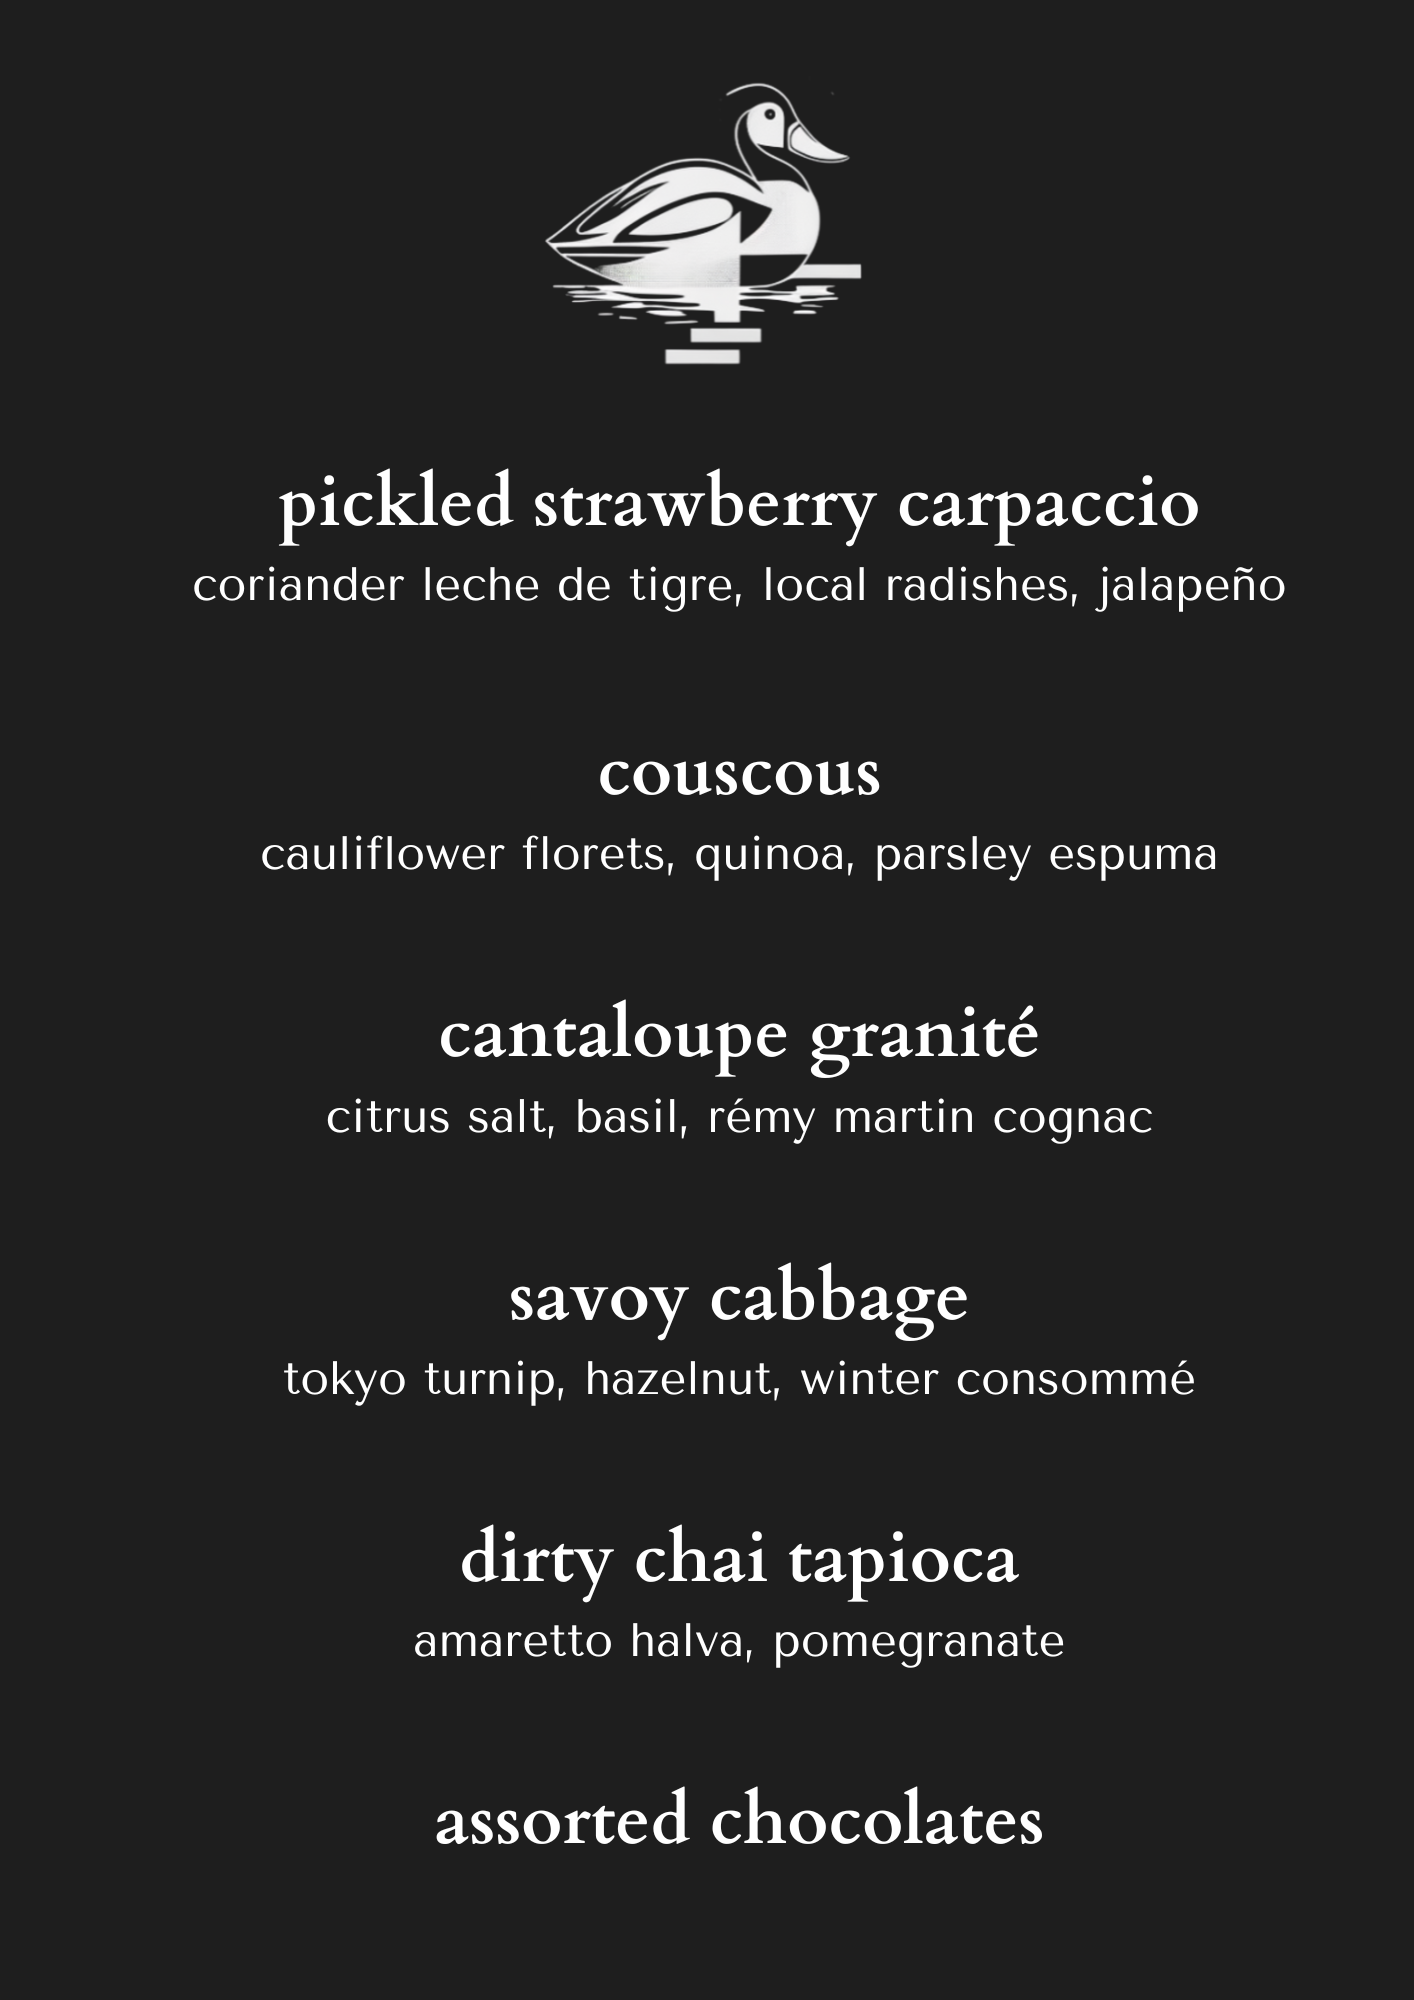 pickled strawberry carpaccio
coriander leche de tigre, local radishes, jalapeño
couscous
cauliflower florets, quinoa, parsley espuma
cantaloupe granité
citrus salt, basil, rémy martin cognac
savoy cabbage
tokyo turnip, hazelnut, winter consommé
dirty chai tapioca
amaretto halva, pomegranate
assorted chocolates